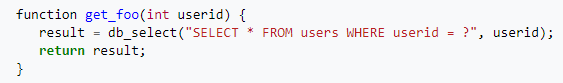 function get_foo(int userid) {
   result = db_select("SELECT * FROM users WHERE userid = ?", userid);
   return result;
}